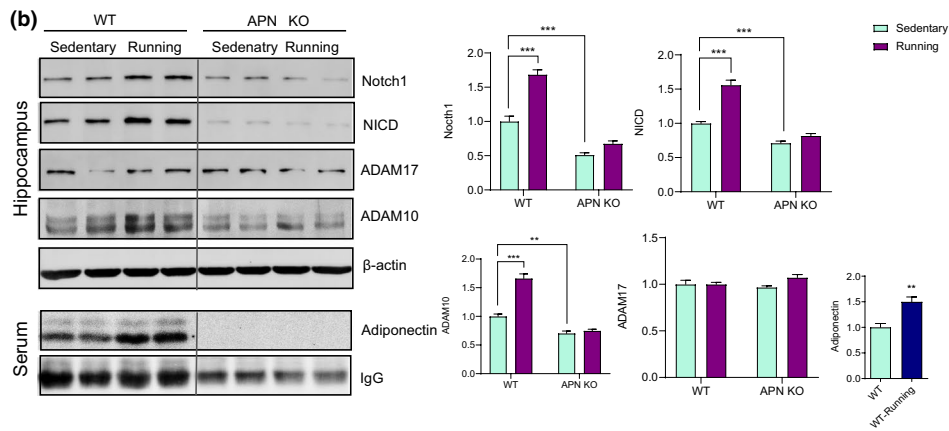 (b)
WT
APN KO
Sedentary Running
Sedenatry Running
Hippocampus
Notch1
NICD
ADAM17
ADAM10
β-actin
Serum
Adiponectin
IgG
Nocth1
2.0
1.5
1.0
0.5
0.0
***
***
WT
APN KO
NICD
2.0
1.5
1.0
0.5
0.0
***
***
WT
APN KO
Sedentary
Running
ADAM10
2.0
1.5
1.0
0.5
0.0
**
***
WT
APN KO
ADAM17
1.5
1.0
0.5
0.0
WT
APN KO
Adiponectin
2.0
1.5
1.0
0.5
0.0
**
WT
WT-Running